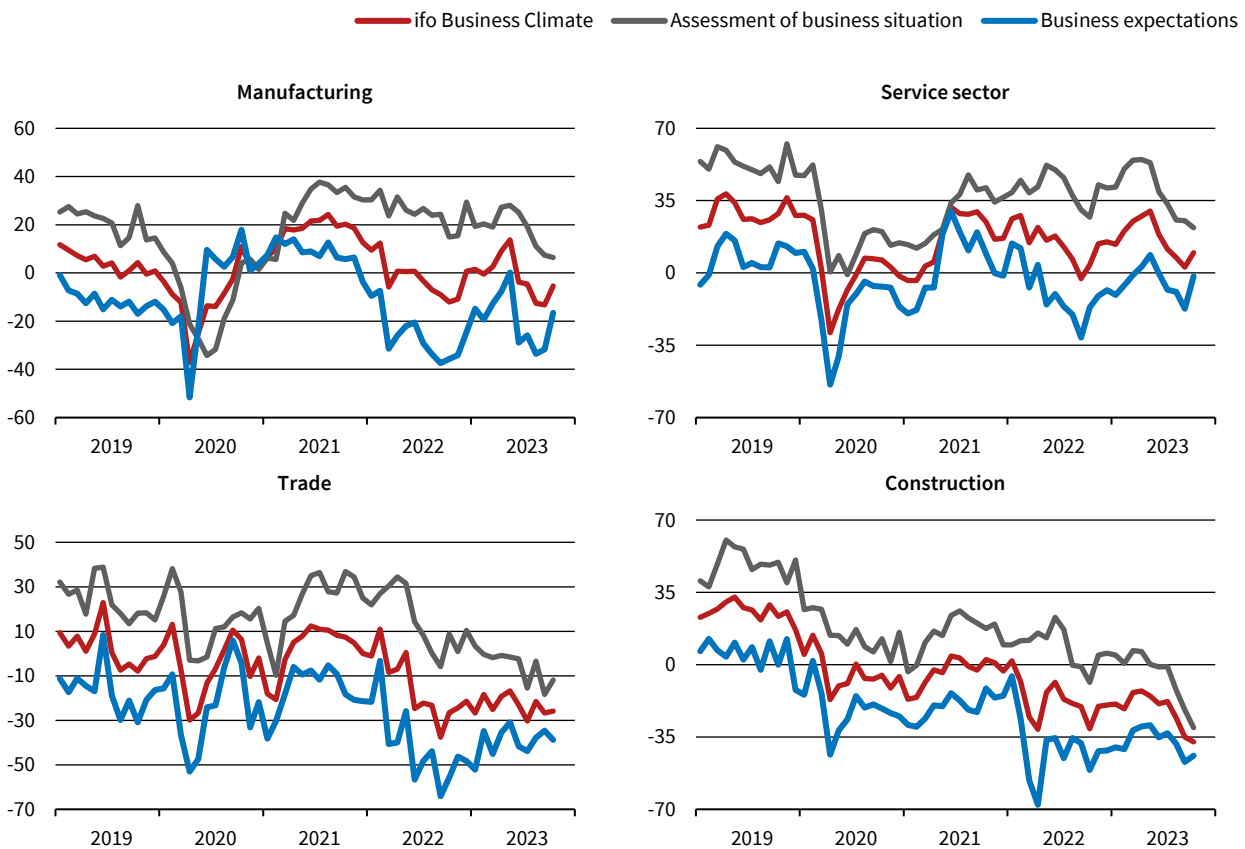 ifo Business Climate Assessment of business situation Business expectations
Manufacturing
60
40
20
0
-20
-40
-60
2019 2020 2021 2022 2023
Service sector
70
35
0
-35
-70
2019 2020 2021 2022 2023
Trade
50
30
10
-10
-30
-50
-70
2019 2020 2021 2022 2023
Construction
70
35
0
-35
-70
2019 2020 2021 2022 2023